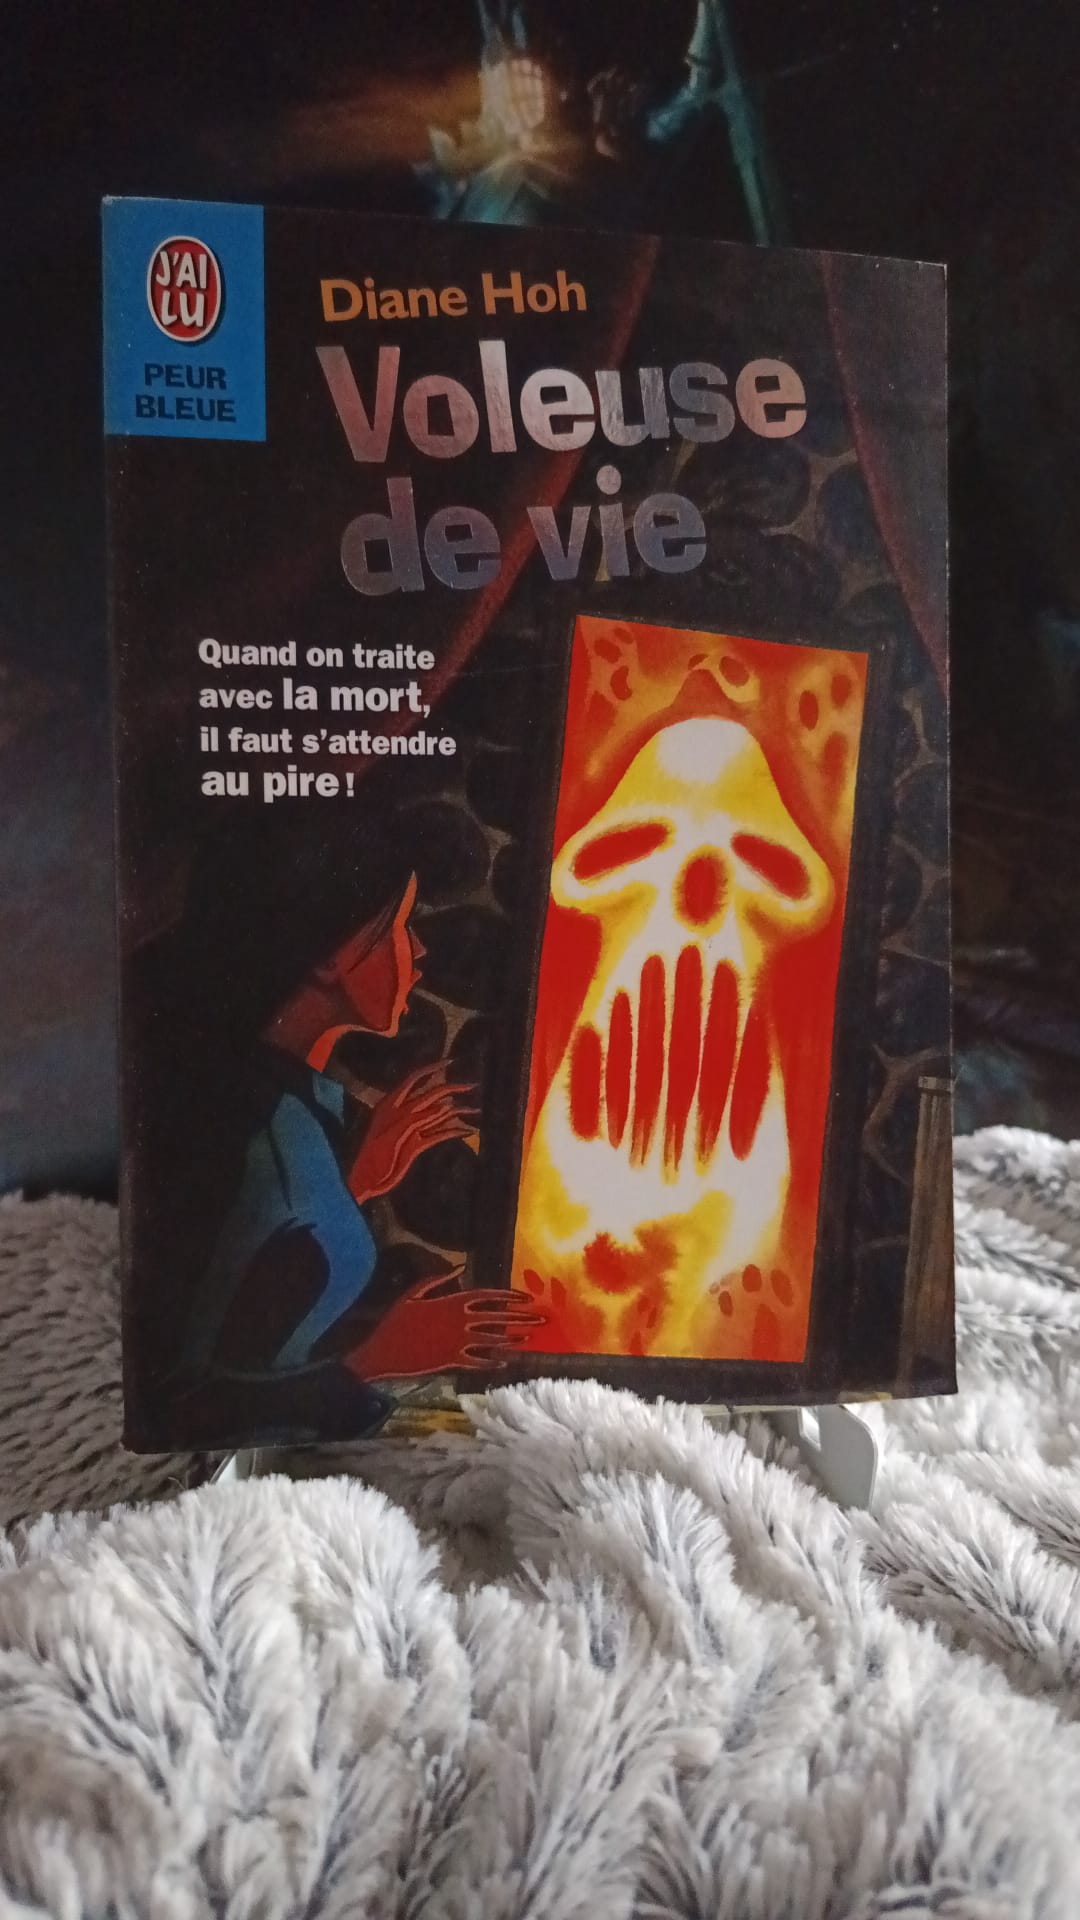 J'AI
LU
PEUR
BLEUE
Diane Hoh
Voleuse
de vie
Quand on traite
avec la mort,
il faut s'attendre
au pire !